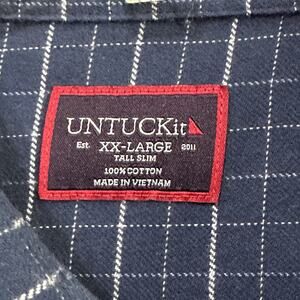 UNTUCKit
Est. XX-LARGE 2011
TALL SLIM
100% COTTON
MADE IN VIETNAM